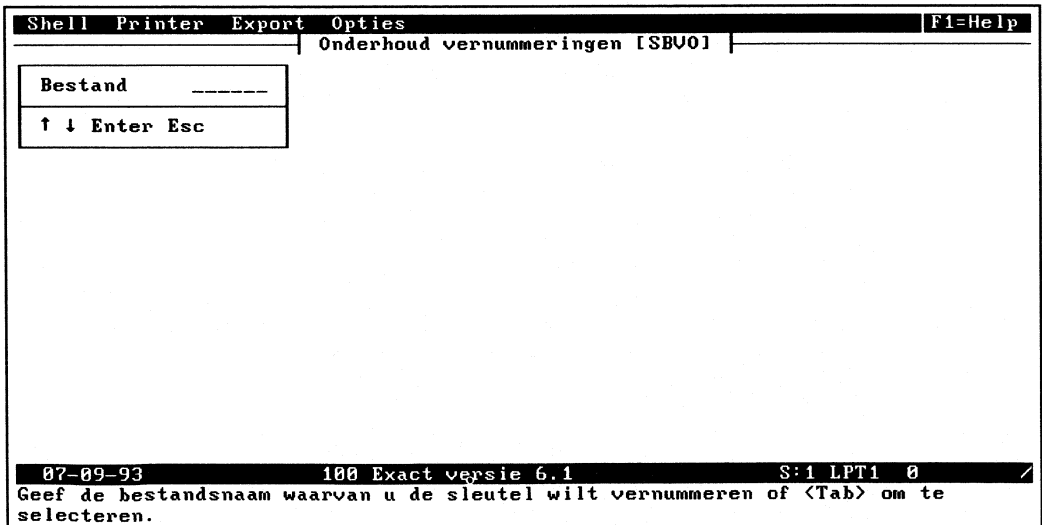 Shell Printer Export Opties F1=Help
Onderhoud vernummeringen [SBVO]
Bestand ______
↑ ↓ Enter Esc
07-09-93 100 Exact versie 6.1 S:1 LPT1 0 /
Geef de bestandsnaam waarvan u de sleutel wilt vernummeren of <Tab> om te
selecteren.